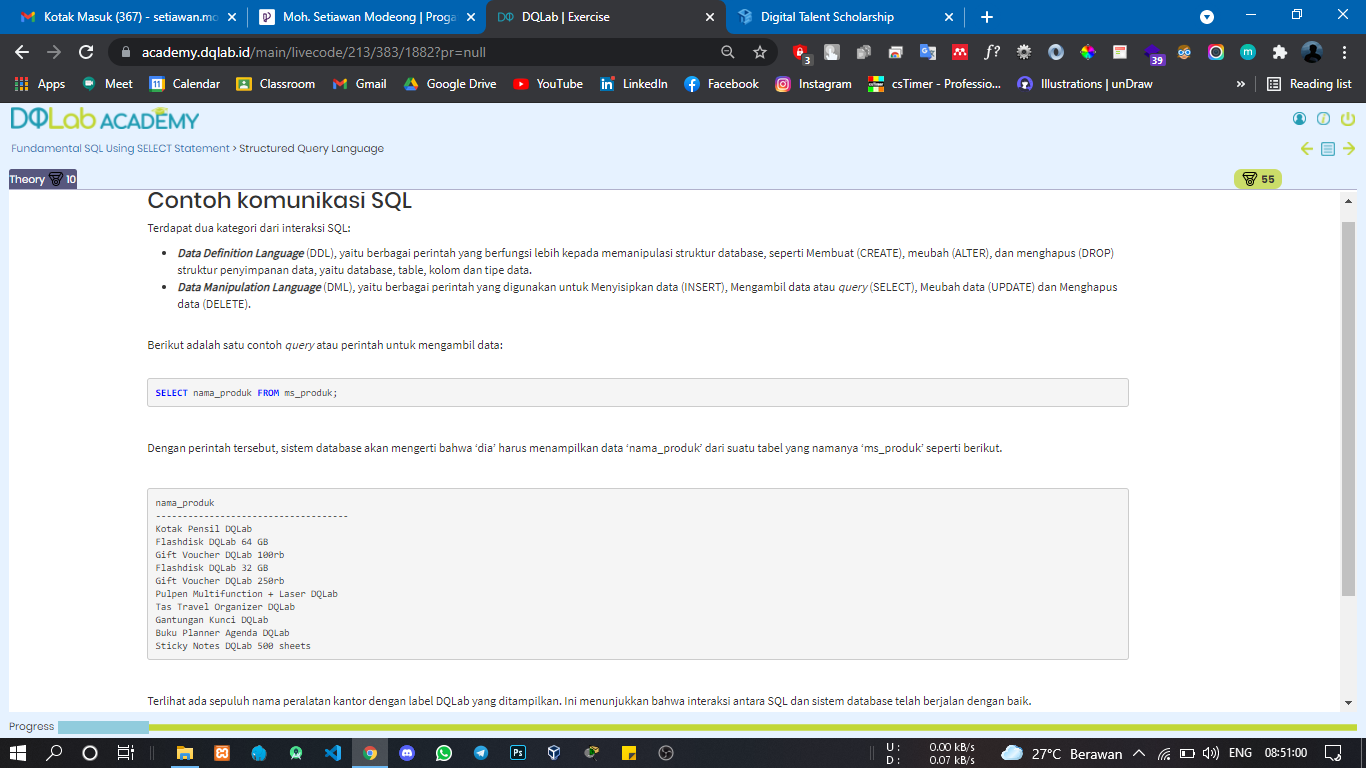 Kotak Masuk (367) - setiawan.mo
Moh. Setiawan Modeong | Proga
DQLab | Exercise
Digital Talent Scholarship
academy.dqlab.id/main/livecode/213/383/1882?pr=null
3
39
Apps
Meet
Calendar
Classroom
Gmail
Google Drive
YouTube
LinkedIn
Facebook
Instagram
csTimer - Professio...
Illustrations | unDraw
»
Reading list
DQLab ACADEMY
Fundamental SQL Using SELECT Statement > Structured Query Language
Theory 10
55
Contoh komunikasi SQL
Terdapat dua kategori dari interaksi SQL:
• Data Definition Language (DDL), yaitu berbagai perintah yang berfungsi lebih kepada memanipulasi struktur database, seperti Membuat (CREATE), meubah (ALTER), dan menghapus (DROP)
struktur penyimpanan data, yaitu database, table, kolom dan tipe data.
• Data Manipulation Language (DML), yaitu berbagai perintah yang digunakan untuk Menyisipkan data (INSERT), Mengambil data atau query (SELECT), Meubah data (UPDATE) dan Menghapus
data (DELETE).
Berikut adalah satu contoh query atau perintah untuk mengambil data:
SELECT nama_produk FROM ms_produk;
Dengan perintah tersebut, sistem database akan mengerti bahwa ‘dia’ harus menampilkan data ‘nama_produk’ dari suatu tabel yang namanya ‘ms_produk’ seperti berikut.
nama_produk
------------------------------------
Kotak Pensil DQLab
Flashdisk DQLab 64 GB
Gift Voucher DQLab 100rb
Flashdisk DQLab 32 GB
Gift Voucher DQLab 250rb
Pulpen Multifunction + Laser DQLab
Tas Travel Organizer DQLab
Gantungan Kunci DQLab
Buku Planner Agenda DQLab
Sticky Notes DQLab 500 sheets
Terlihat ada sepuluh nama peralatan kantor dengan label DQLab yang ditampilkan. Ini menunjukkan bahwa interaksi antara SQL dan sistem database telah berjalan dengan baik.
Progress
U : 0.00 kB/s
D : 0.07 kB/s
27°C Berawan
ENG
08:51:00